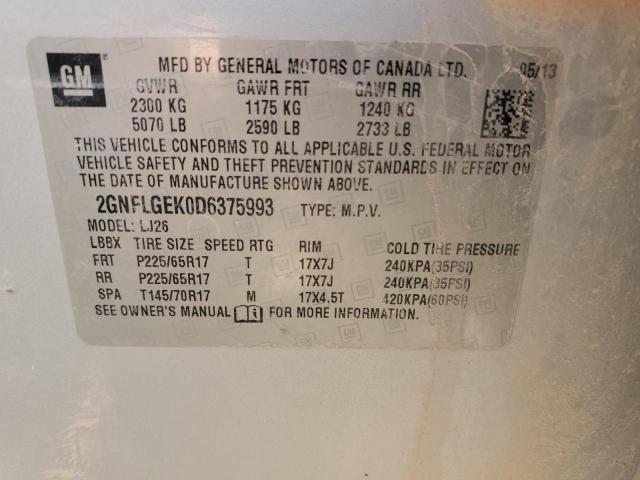 GM MFD BY GENERAL MOTORS OF CANADA LTD. 05/13
GVWR GAWR FRT GAWR RR
2300 KG 1175 KG 1240 KG
5070 LB 2590 LB 2733 LB
THIS VEHICLE CONFORMS TO ALL APPLICABLE U.S. FEDERAL MOTOR
VEHICLE SAFETY AND THEFT PREVENTION STANDARDS IN EFFECT ON
THE DATE OF MANUFACTURE SHOWN ABOVE.
2GNFLGEK0D6375993 TYPE: M.P.V.
MODEL: LJ26
LBBX TIRE SIZE SPEED RTG RIM COLD TIRE PRESSURE
FRT P225/65R17 T 17X7J 240KPA(35PSI)
RR P225/65R17 T 17X7J 240KPA(35PSI)
SPA T145/70R17 M 17X4.5T 420KPA(60PSI)
SEE OWNER'S MANUAL FOR MORE INFORMATION.